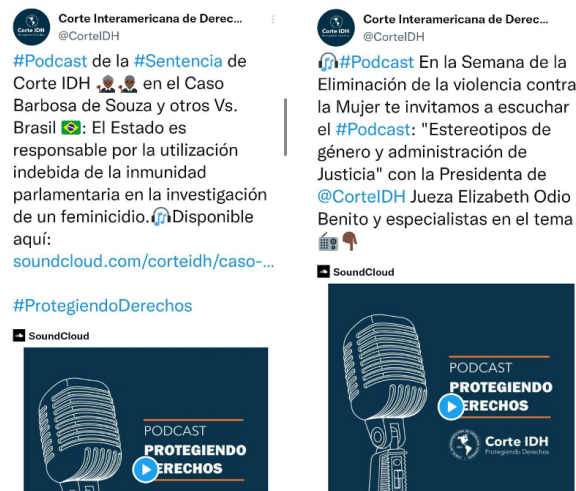 Corte Interamericana de Derec...
@CorteIDH
#Podcast de la #Sentencia de
Corte IDH en el Caso
Barbosa de Souza y otros Vs.
Brasil : El Estado es
responsable por la utilización
indebida de la inmunidad
parlamentaria en la investigación
de un feminicidio. Disponible
aquí:
soundcloud.com/corteidh/caso-...
#ProtegiendoDerechos
SoundCloud
PODCAST
PROTEGIENDO
DERECHOS
Corte Interamericana de Derec...
@CorteIDH
#Podcast En la Semana de la
Eliminación de la violencia contra
la Mujer te invitamos a escuchar
el #Podcast: "Estereotipos de
género y administración de
Justicia" con la Presidenta de
@CorteIDH Jueza Elizabeth Odio
Benito y especialistas en el tema
SoundCloud
PODCAST
PROTEGIENDO
DERECHOS
Corte IDH
Protegiendo Derechos